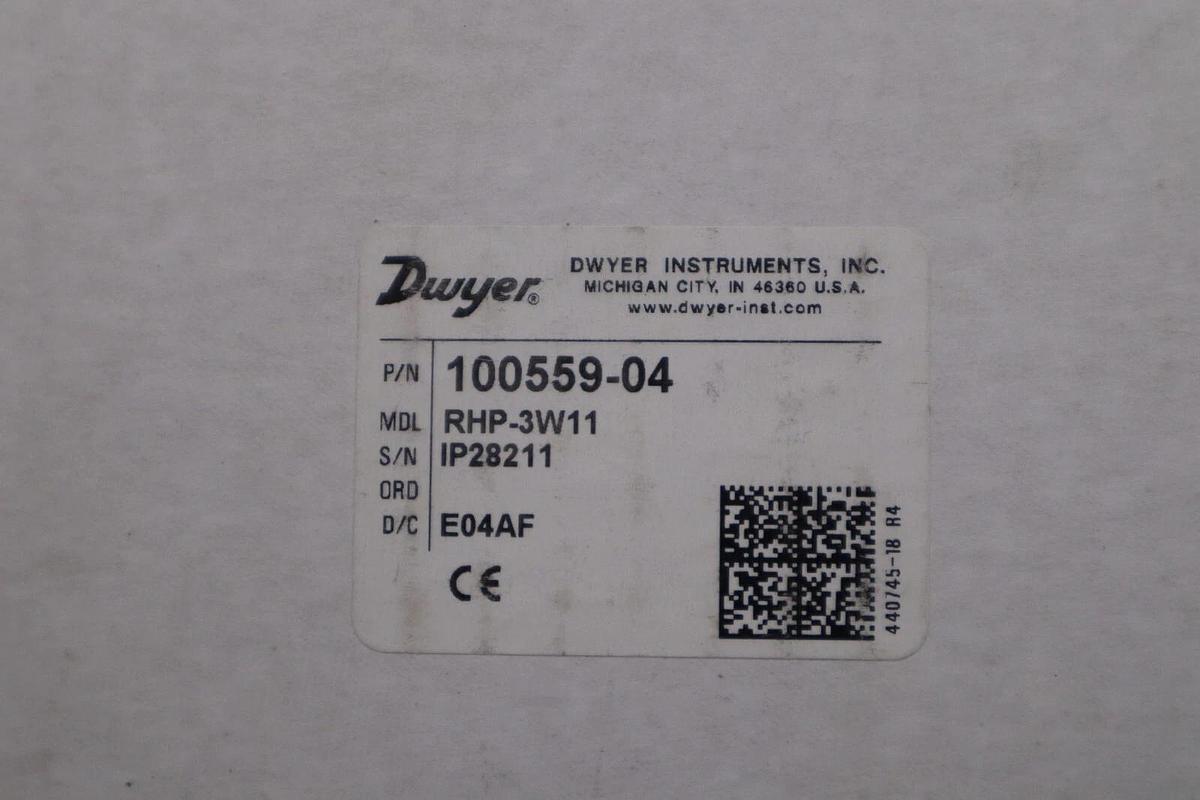 Dwyer®
DWYER INSTRUMENTS, INC.
MICHIGAN CITY, IN 46360 U.S.A.
www.dwyer-inst.com
P/N 100559-04
MDL RHP-3W11
S/N IP28211
ORD
D/C E04AF
CE
440745-18 R4